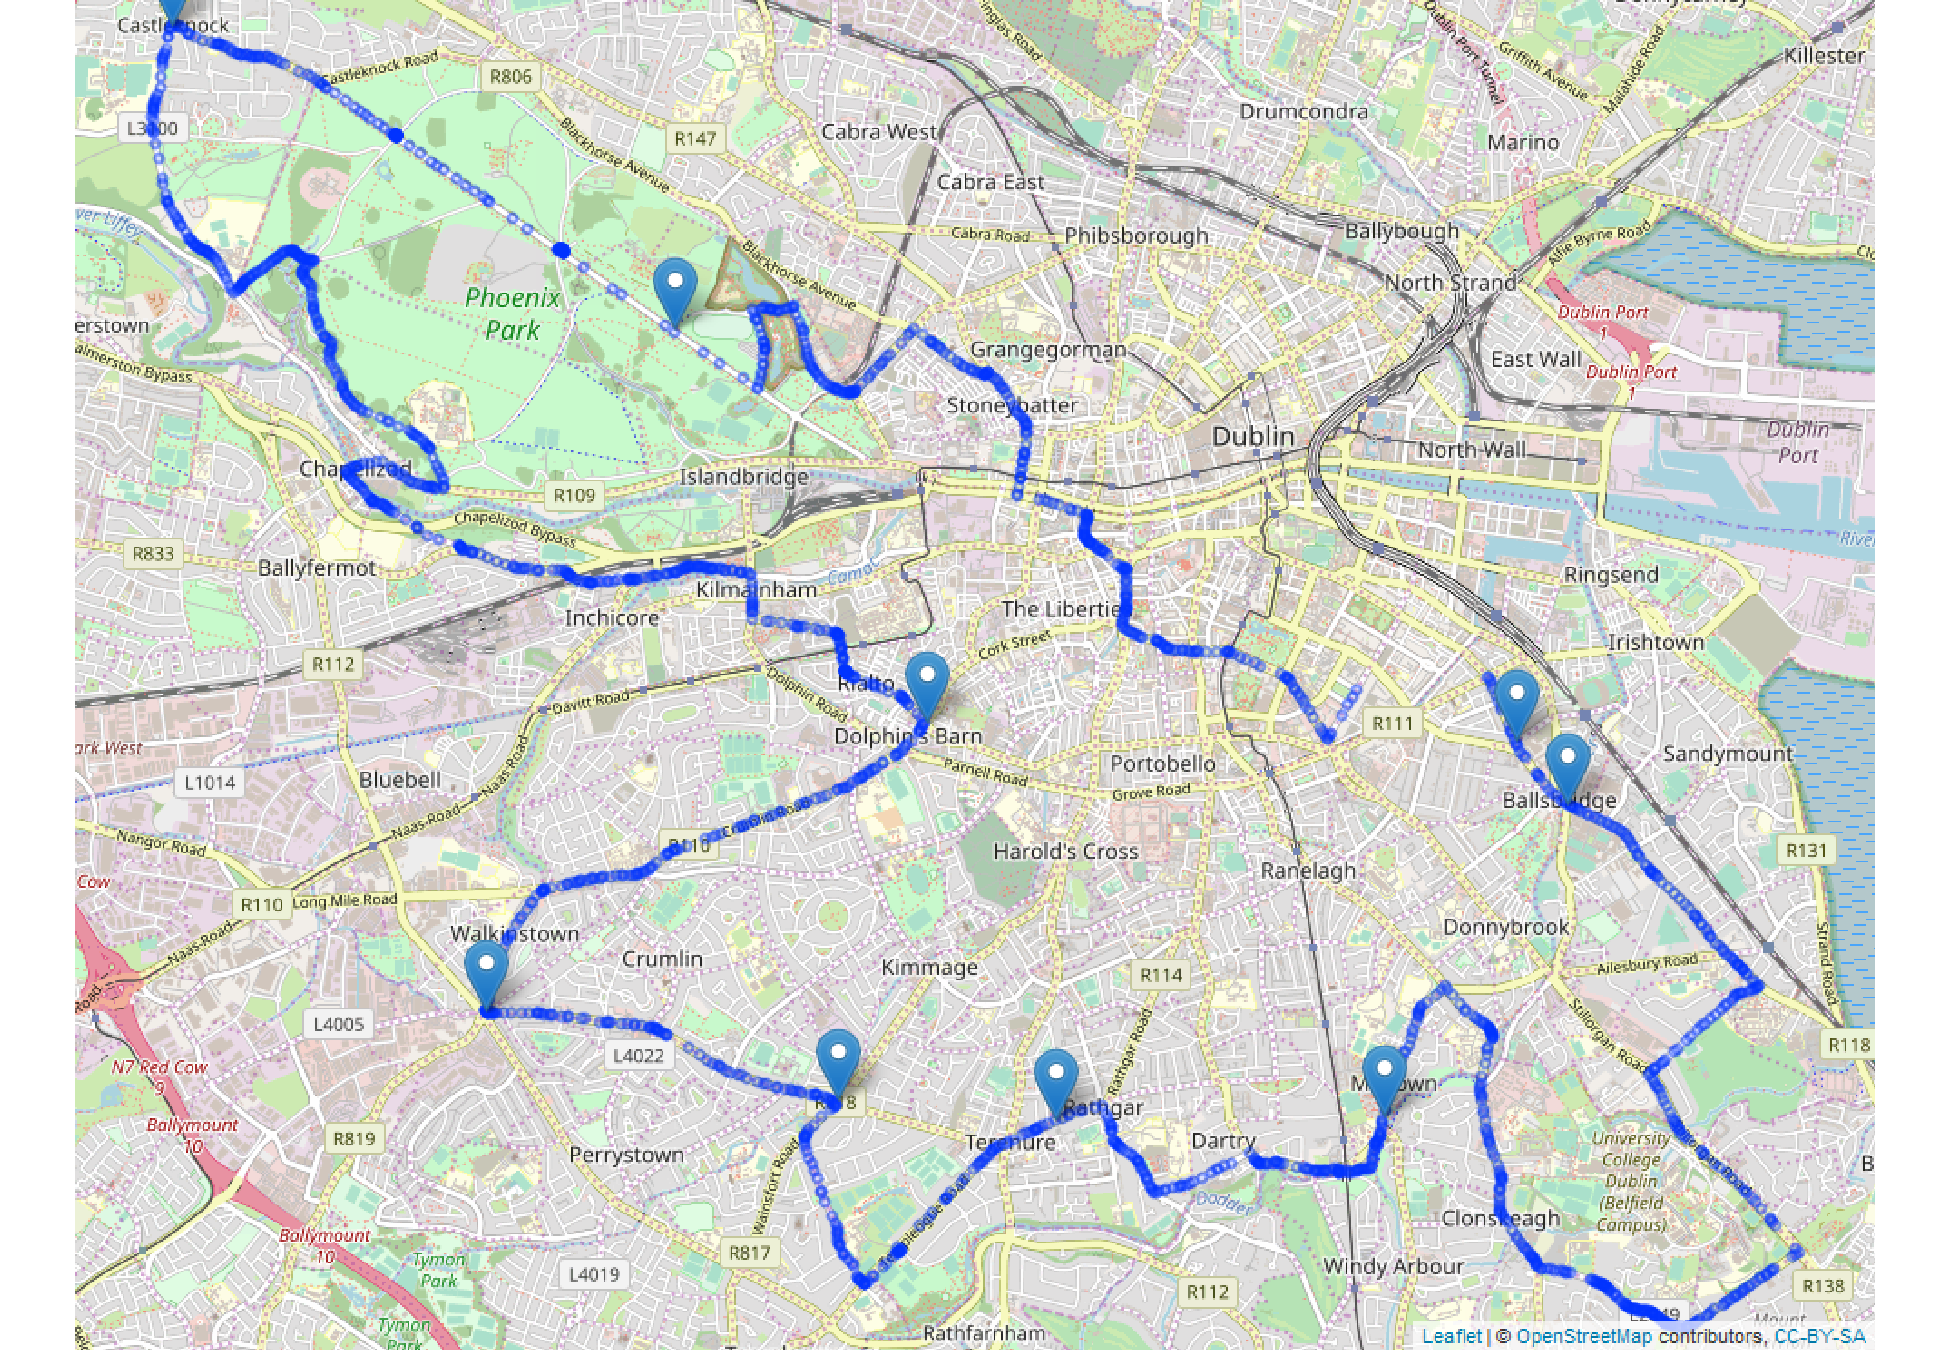 Castleknock
Castleknock Road
R806
Killester
Griffith Avenue
Malahide Road
Dublin Port Tunnel
Drumcondra
Marino
L3100
R147
Cabra West
Blackhorse Avenue
Cabra East
Cabra Road
Phibsborough
Ballybough
Alfie Byrne Road
Blackhorse Avenue
North Strand
Phoenix
Park
Dublin Port
1
erstown
almerston Bypass
Grangegorman
East Wall
Dublin Port
1
Stoneybatter
Dublin
North Wall
Dublin
Port
Chapelizod
Islandbridge
R109
Chapelizod Bypass
R833
Ballyfermot
Camac
Kilmainham
Inchicore
The Liberties
Cork Street
Ringsend
Irishtown
R112
Davitt Road
Rialto
Dolphin Road
Dolphin's Barn
R111
ark West
L1014
Bluebell
Naas Road
Naas Road
Parnell Road
Portobello
Grove Road
Sandymount
Ballsbridge
Nangor Road
Crumlin Road
R110
Harold's Cross
Ranelagh
R131
Cow
R110
Long Mile Road
Naas Road
Walkinstown
Crumlin
Kimmage
R114
Donnybrook
Ailesbury Road
Strand Road
Road
L4005
L4022
Rathgar Road
Stillorgan Road
R118
N7 Red Cow
9
R818
Rathgar
Milltown
Ballymount
10
R819
Perrystown
Wainsfort Road
Terenure
Dartry
Dodder
University
College
Dublin
(Belfield
Campus)
B
Clonskeagh
Ballymount
10
Tymon
Park
R817
L4019
Windy Arbour
R112
R138
Mount
Tymon
Park
Rathfarnham
Leaflet | © OpenStreetMap contributors, CC-BY-SA